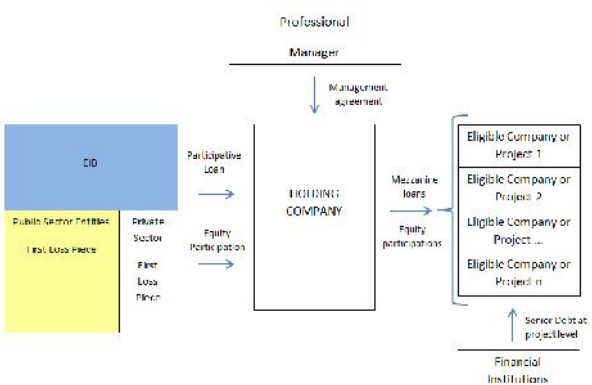 Professional
Manager
Management
agreement
EIB
Participative
Loan
HOLDING
COMPANY
Mezzanine
loans
Equity
participations
Eligible Company or
Project 1
Eligible Company or
Project 2
Eligible Company or
Project ...
Eligible Company or
Project n
Public Sector Entities
First Loss Piece
Private
Sector
First
Loss
Piece
Equity
Participation
Senior Debt at
project level
Financial
Institutions